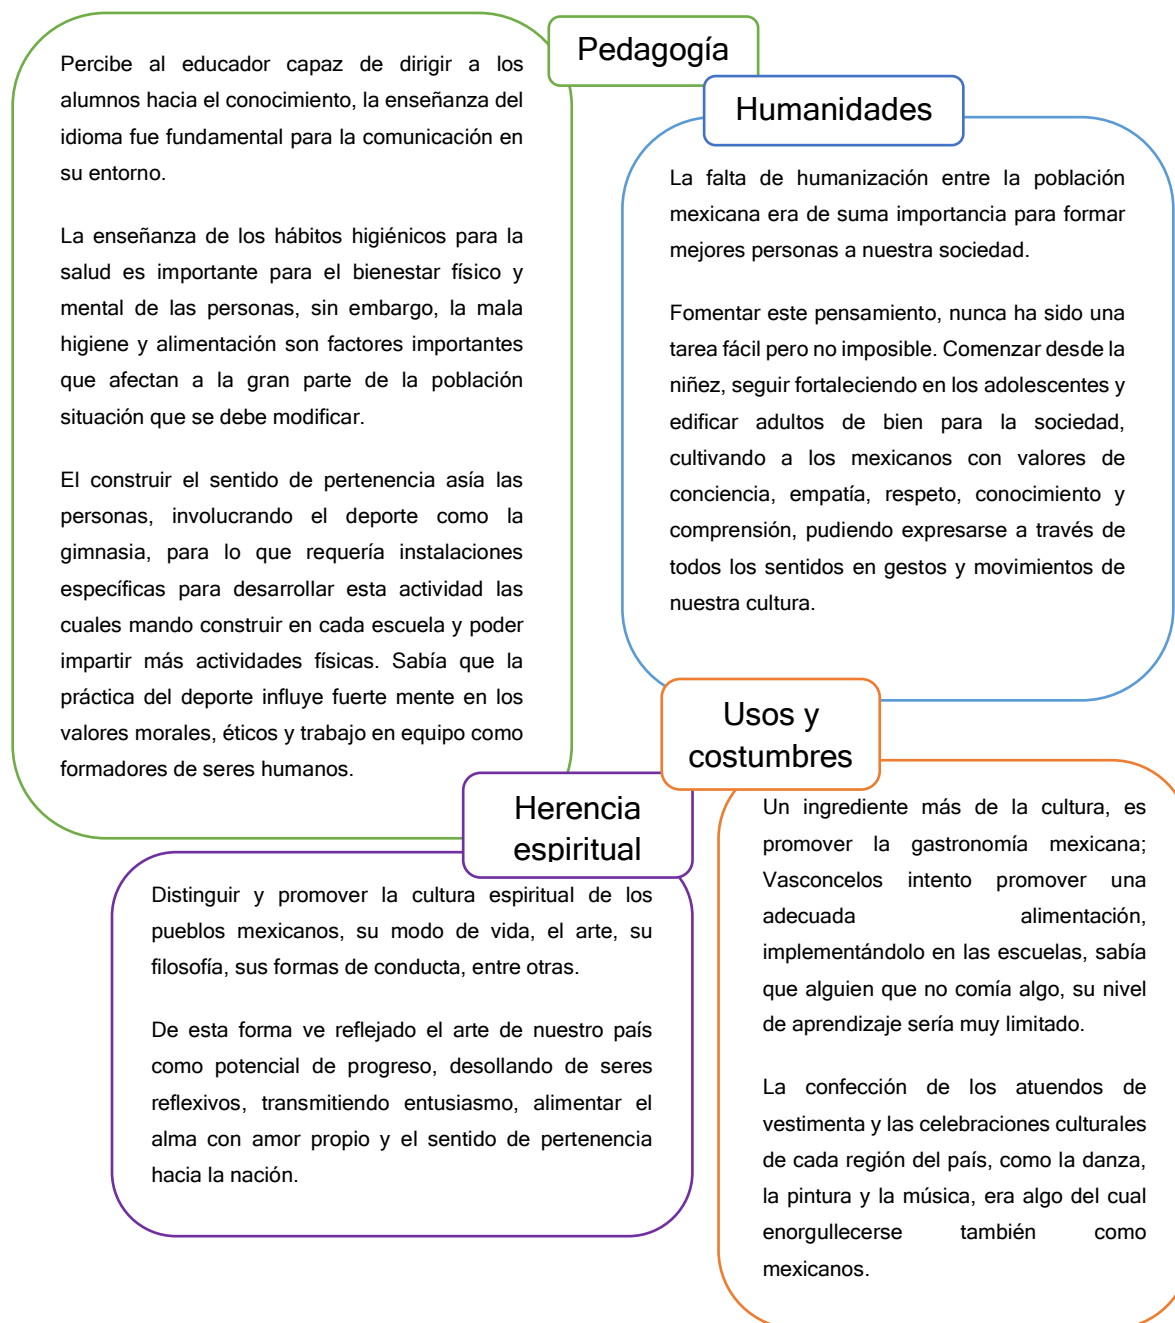 Pedagogía
Percibe al educador capaz de dirigir a los
alumnos hacia el conocimiento, la enseñanza del
idioma fue fundamental para la comunicación en
su entorno.
La enseñanza de los hábitos higiénicos para la
salud es importante para el bienestar físico y
mental de las personas, sin embargo, la mala
higiene y alimentación son factores importantes
que afectan a la gran parte de la población
situación que se debe modificar.
El construir el sentido de pertenencia asía las
personas, involucrando el deporte como la
gimnasia, para lo que requería instalaciones
específicas para desarrollar esta actividad las
cuales mando construir en cada escuela y poder
impartir más actividades físicas. Sabía que la
práctica del deporte influye fuerte mente en los
valores morales, éticos y trabajo en equipo como
formadores de seres humanos.
Humanidades
La falta de humanización entre la población
mexicana era de suma importancia para formar
mejores personas a nuestra sociedad.
Fomentar este pensamiento, nunca ha sido una
tarea fácil pero no imposible. Comenzar desde la
niñez, seguir fortaleciendo en los adolescentes y
edificar adultos de bien para la sociedad,
cultivando a los mexicanos con valores de
conciencia, empatía, respeto, conocimiento y
comprensión, pudiendo expresarse a través de
todos los sentidos en gestos y movimientos de
nuestra cultura.
Herencia
espiritual
Distinguir y promover la cultura espiritual de los
pueblos mexicanos, su modo de vida, el arte, su
filosofía, sus formas de conducta, entre otras.
De esta forma ve reflejado el arte de nuestro país
como potencial de progreso, desollando de seres
reflexivos, transmitiendo entusiasmo, alimentar el
alma con amor propio y el sentido de pertenencia
hacia la nación.
Usos y
costumbres
Un ingrediente más de la cultura, es
promover la gastronomía mexicana;
Vasconcelos intento promover una
adecuada alimentación,
implementándolo en las escuelas, sabía
que alguien que no comía algo, su nivel
de aprendizaje sería muy limitado.
La confección de los atuendos de
vestimenta y las celebraciones culturales
de cada región del país, como la danza,
la pintura y la música, era algo del cual
enorgullecerse también como
mexicanos.